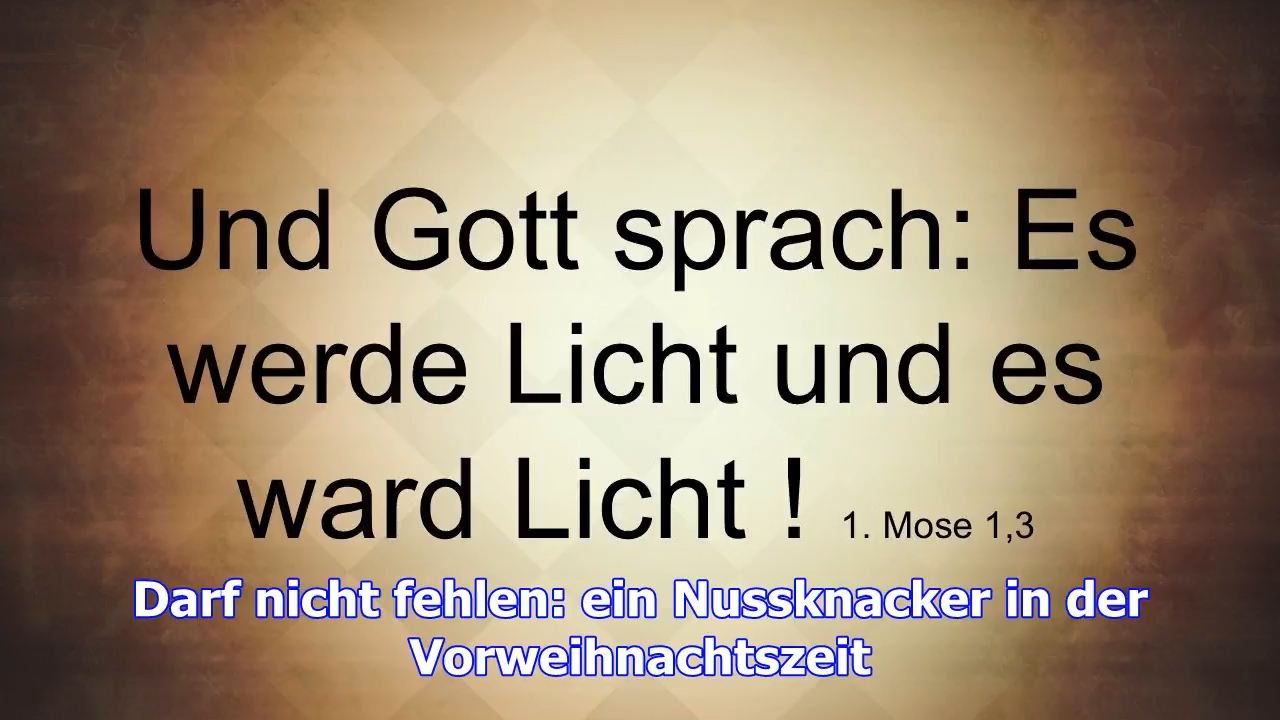 Und Gott sprach: Es
werde Licht und es
ward Licht ! 1. Mose 1,3
Darf nicht fehlen: ein Nussknacker in der
Vorweihnachtszeit